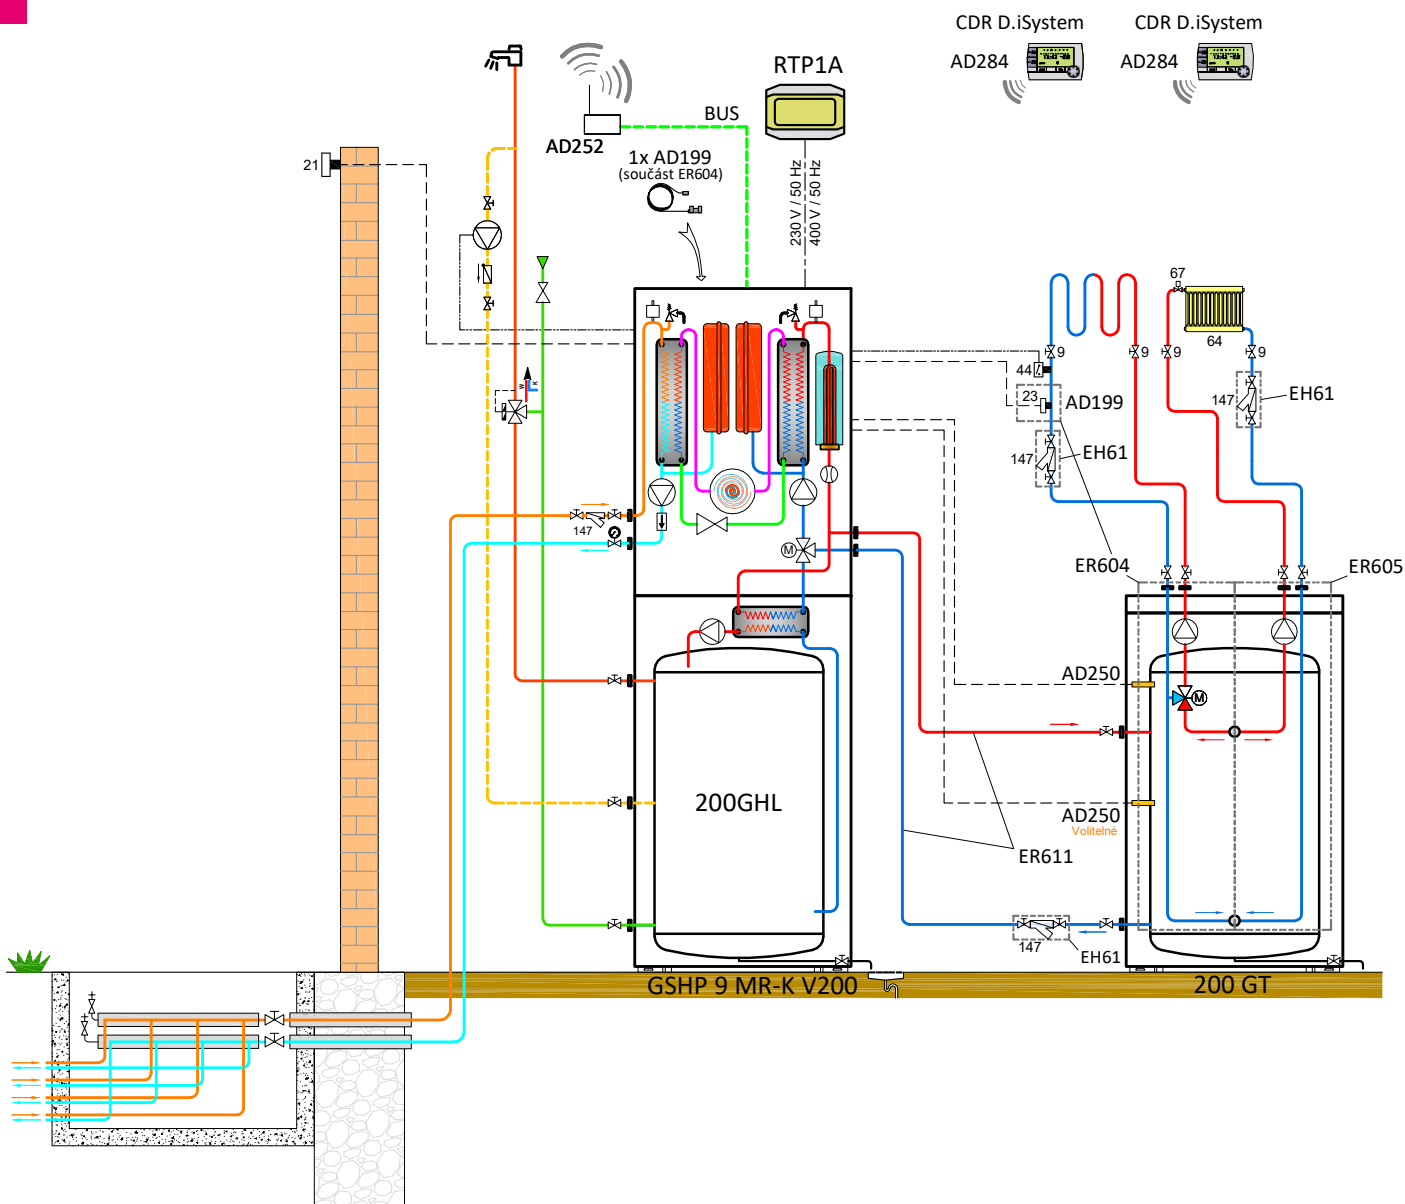 CDR D.iSystem
CDR D.iSystem
AD284
AD284
RTP1A
BUS
AD252
1x AD199
(součást ER604)
230 V / 50 Hz
400 V / 50 Hz
21
67
64
9
9
9
9
44
23
AD199
147
EH61
147
EH61
W
K
147
M
ER604
ER605
AD250
M
200GHL
AD250
Volitelné
ER611
147
EH61
GSHP 9 MR-K V200
200 GT